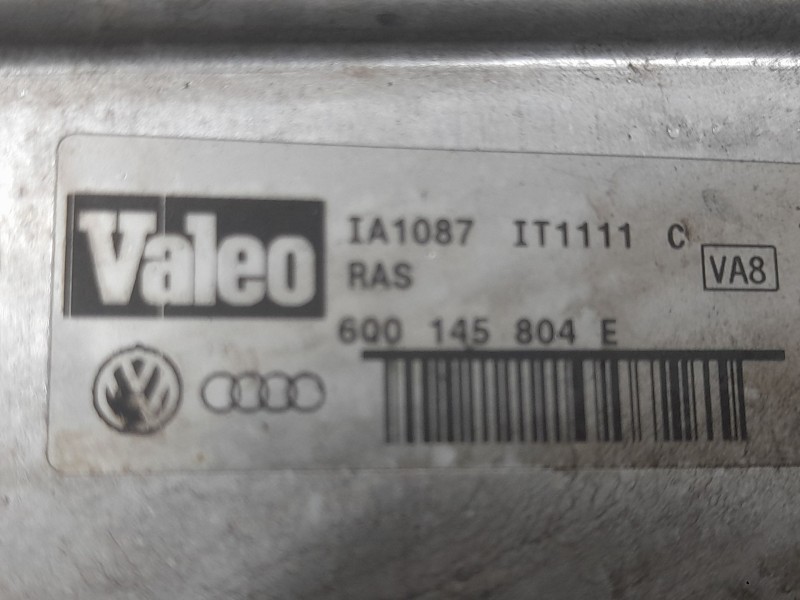 Valeo
IA1087 IT1111 C
RAS
VA8
6Q0 145 804 E